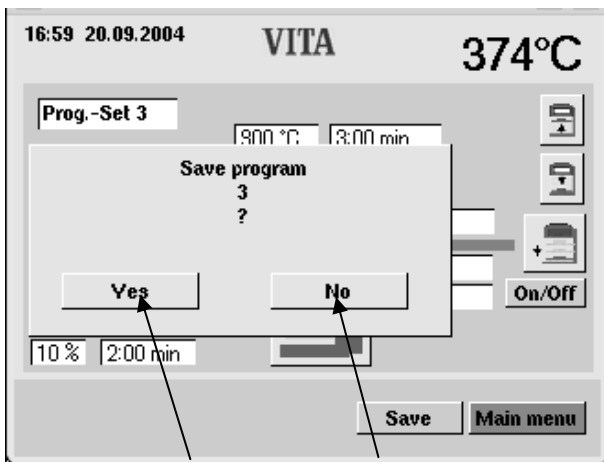 16:59 20.09.2004 VITA 374°C
Prog.-Set 3
900 °C 3:00 min
Save program
3
?
Yes No
On/Off
10 % 2:00 min
Save Main menu